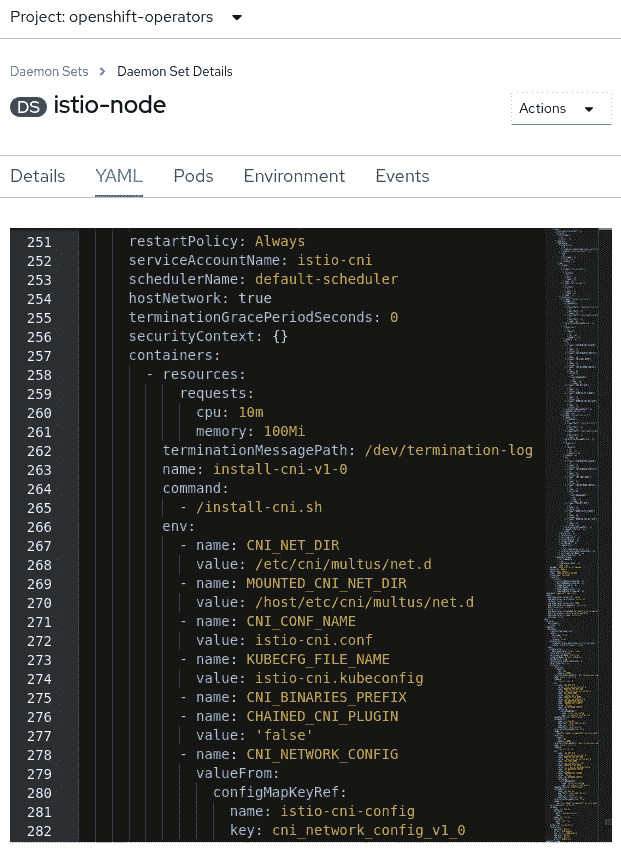 Project: openshift-operators
Daemon Sets > Daemon Set Details
DS istio-node
Actions
Details YAML Pods Environment Events
251 restartPolicy: Always
252 serviceAccountName: istio-cni
253 schedulerName: default-scheduler
254 hostNetwork: true
255 terminationGracePeriodSeconds: 0
256 securityContext: {}
257 containers:
258 - resources:
259 requests:
260 cpu: 10m
261 memory: 100Mi
262 terminationMessagePath: /dev/termination-log
263 name: install-cni-v1-0
264 command:
265 - /install-cni.sh
266 env:
267 - name: CNI_NET_DIR
268 value: /etc/cni/multus/net.d
269 - name: MOUNTED_CNI_NET_DIR
270 value: /host/etc/cni/multus/net.d
271 - name: CNI_CONF_NAME
272 value: istio-cni.conf
273 - name: KUBECFG_FILE_NAME
274 value: istio-cni.kubeconfig
275 - name: CNI_BINARIES_PREFIX
276 - name: CHAINED_CNI_PLUGIN
277 value: 'false'
278 - name: CNI_NETWORK_CONFIG
279 valueFrom:
280 configMapKeyRef:
281 name: istio-cni-config
282 key: cni_network_config_v1_0